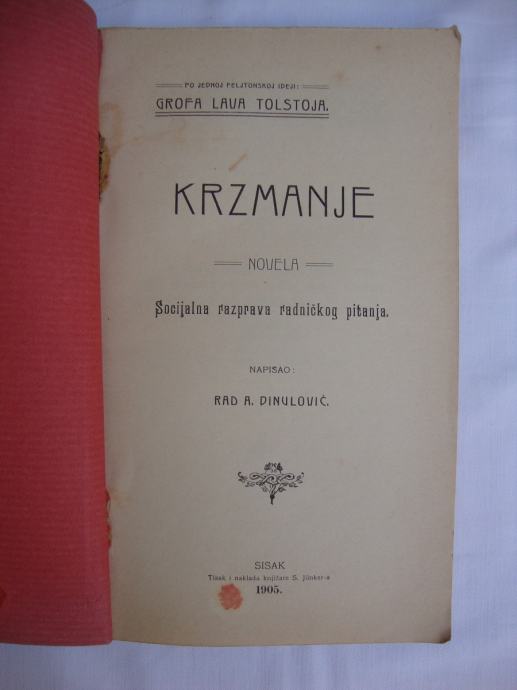 PO JEDNOJ FELJTONSKOJ IDEJI:
GROFA LAVA TOLSTOJA.
KRZMANJE
NOVELA
Socijalna razprava radničkog pitanja.
NAPISAO:
RAD A. DINULOVIĆ.
SISAK
Tisak i naklada knjižare S. Jünker-a
1905.